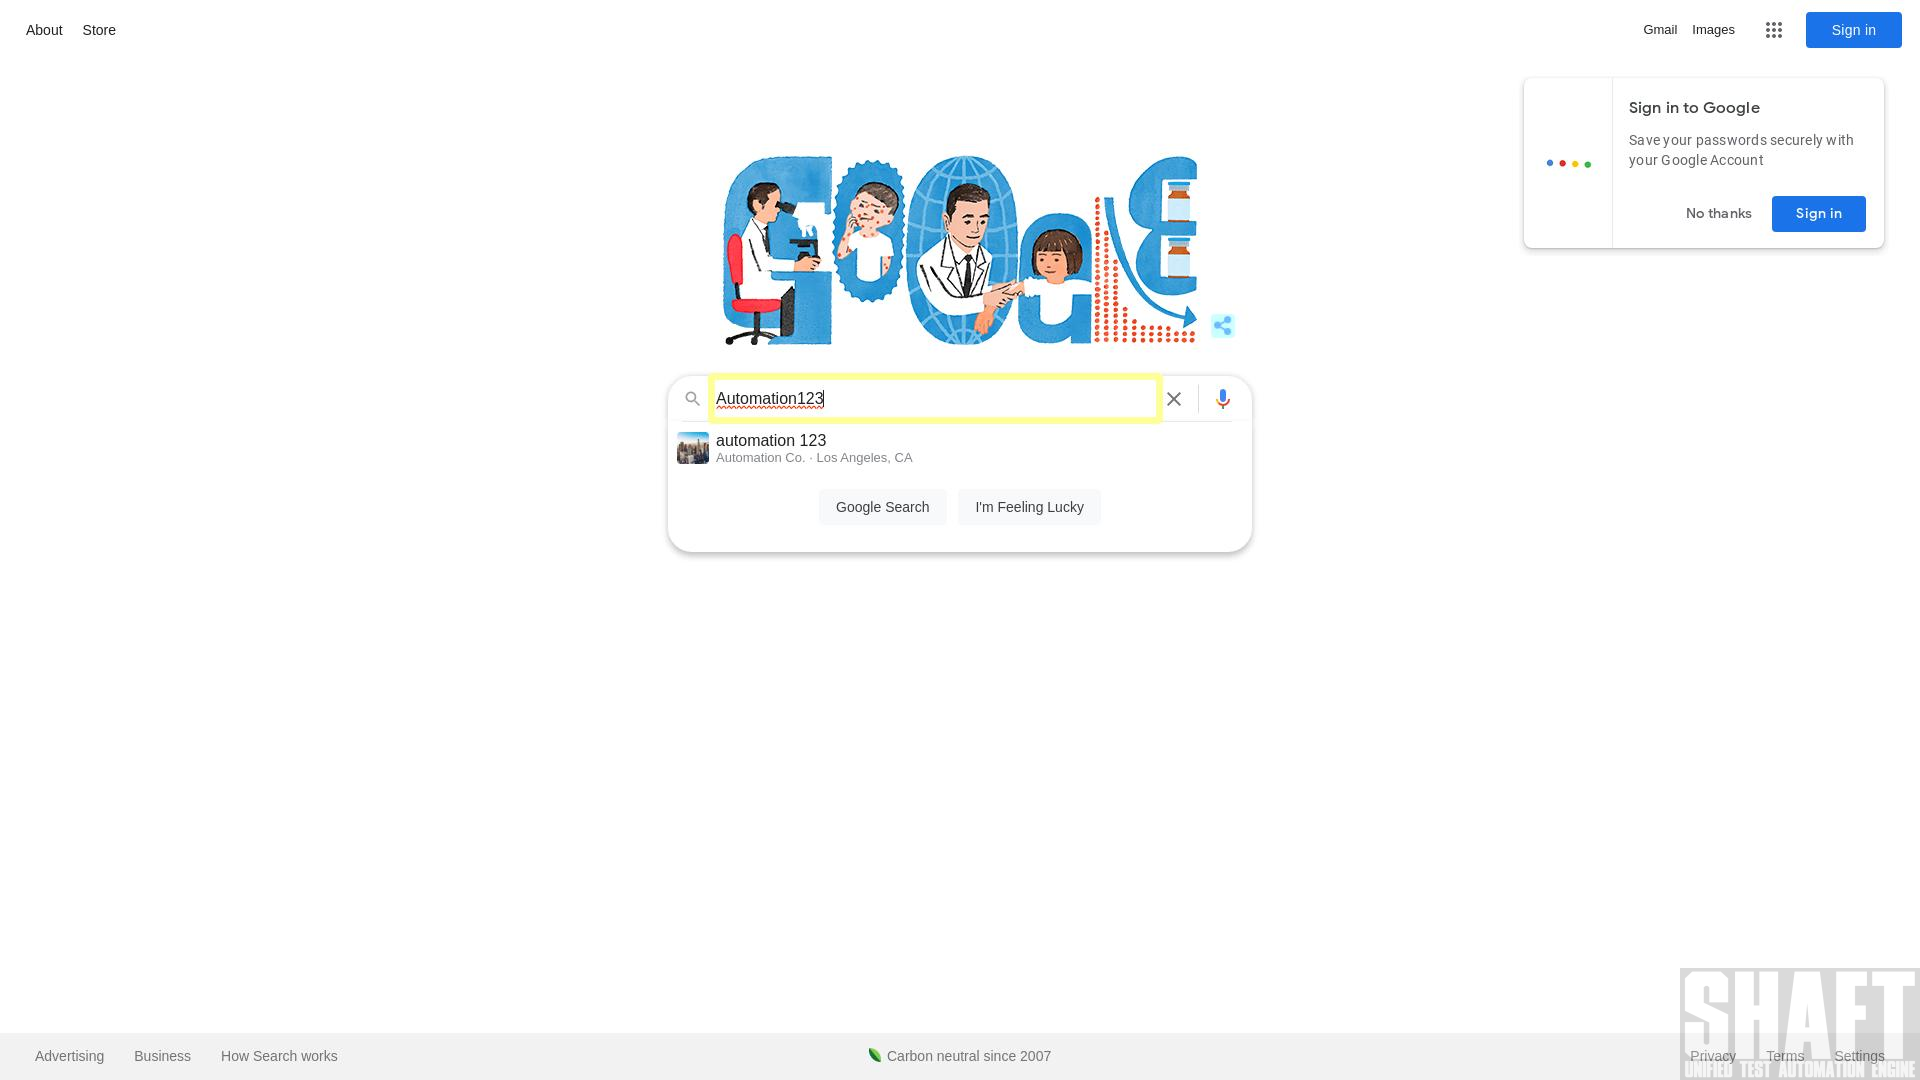 About Store
Gmail Images
Sign in
Sign in to Google
Save your passwords securely with
your Google Account
No thanks
Sign in
Automation123
automation 123
Automation Co. · Los Angeles, CA
Google Search
I'm Feeling Lucky
SHAFT
UNIFIED TEST AUTOMATION ENGINE
Advertising Business How Search works
Carbon neutral since 2007
Privacy Terms Settings